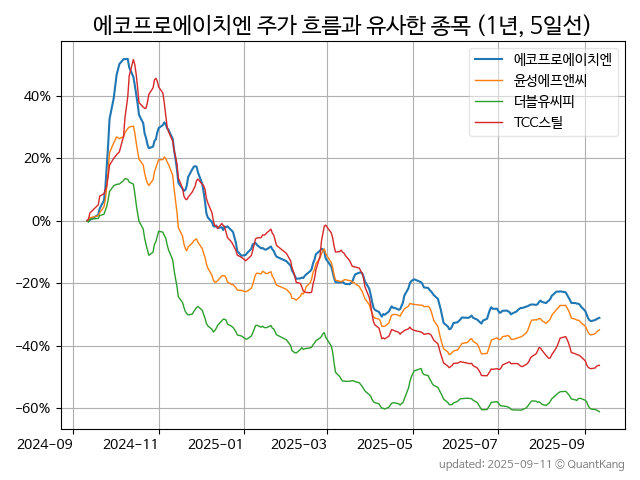 에코프로에이치엔 주가 흐름과 유사한 종목 (1년, 5일선)
에코프로에이치엔
윤성에프앤씨
더블유씨피
TCC스틸
40%
20%
0%
−20%
−40%
−60%
2024-09
2024-11
2025-01
2025-03
2025-05
2025-07
2025-09
updated: 2025-09-11 © QuantKang